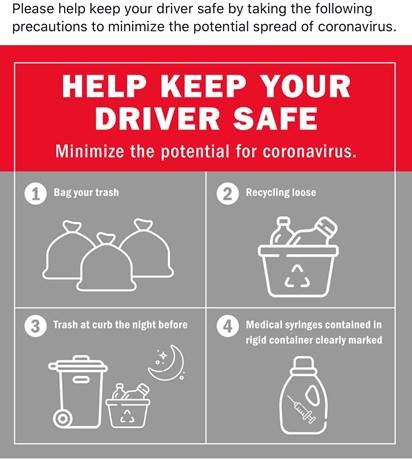 Please help keep your driver safe by taking the following
precautions to minimize the potential spread of coronavirus.
HELP KEEP YOUR
DRIVER SAFE
Minimize the potential for coronavirus.
1 Bag your trash
2 Recycling loose
3 Trash at curb the night before
4 Medical syringes contained in
rigid container clearly marked